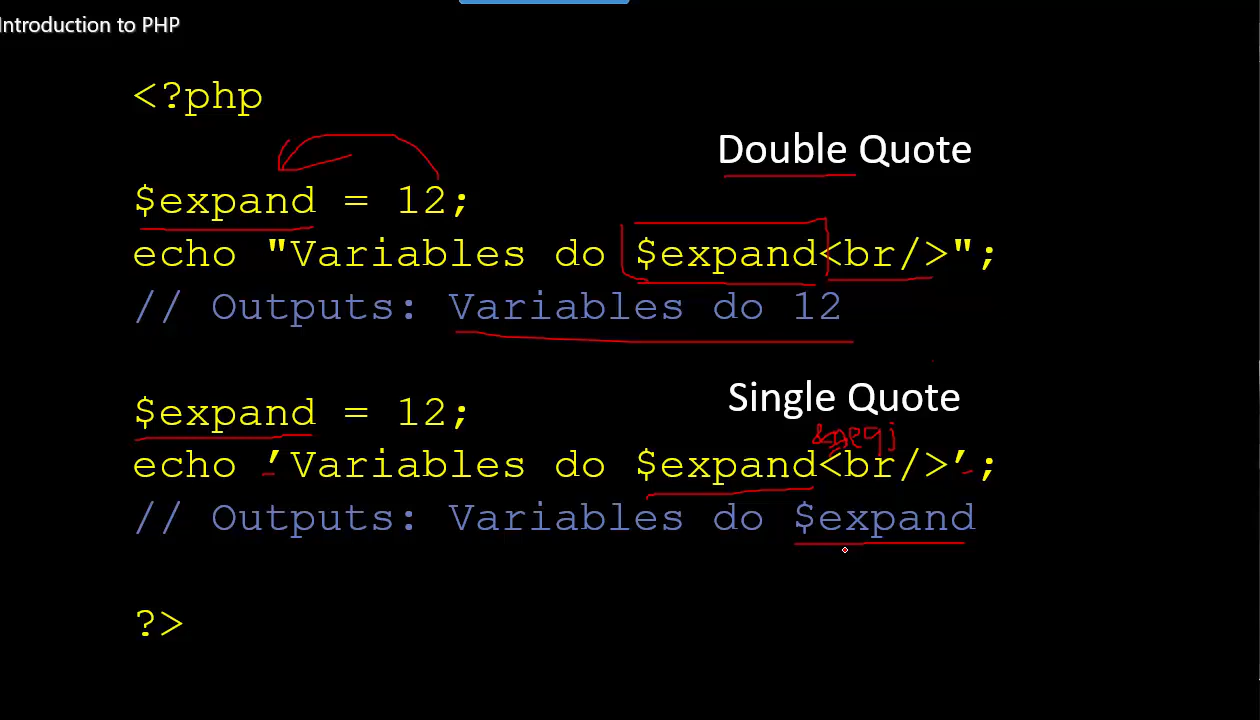 Introduction to PHP
<?php
Double Quote
$expand = 12;
echo "Variables do $expand<br/>";
// Outputs: Variables do 12
Single Quote
$expand = 12;
echo ’Variables do $expand<br/>’;
// Outputs: Variables do $expand
?>